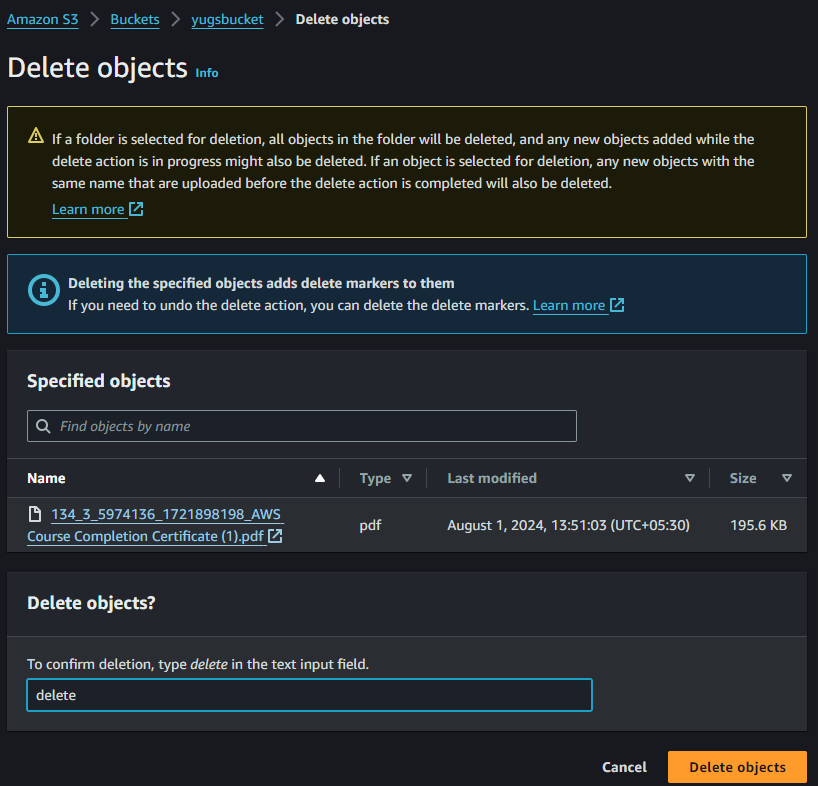 Amazon S3 > Buckets > yugsbucket > Delete objects
Delete objects Info
If a folder is selected for deletion, all objects in the folder will be deleted, and any new objects added while the
delete action is in progress might also be deleted. If an object is selected for deletion, any new objects with the
same name that are uploaded before the delete action is completed will also be deleted.
Learn more
Deleting the specified objects adds delete markers to them
If you need to undo the delete action, you can delete the delete markers. Learn more
Specified objects
Find objects by name
Name Type Last modified Size
134_3_5974136_1721898198_AWS
Course Completion Certificate (1).pdf pdf August 1, 2024, 13:51:03 (UTC+05:30) 195.6 KB
Delete objects?
To confirm deletion, type delete in the text input field.
delete
Cancel Delete objects